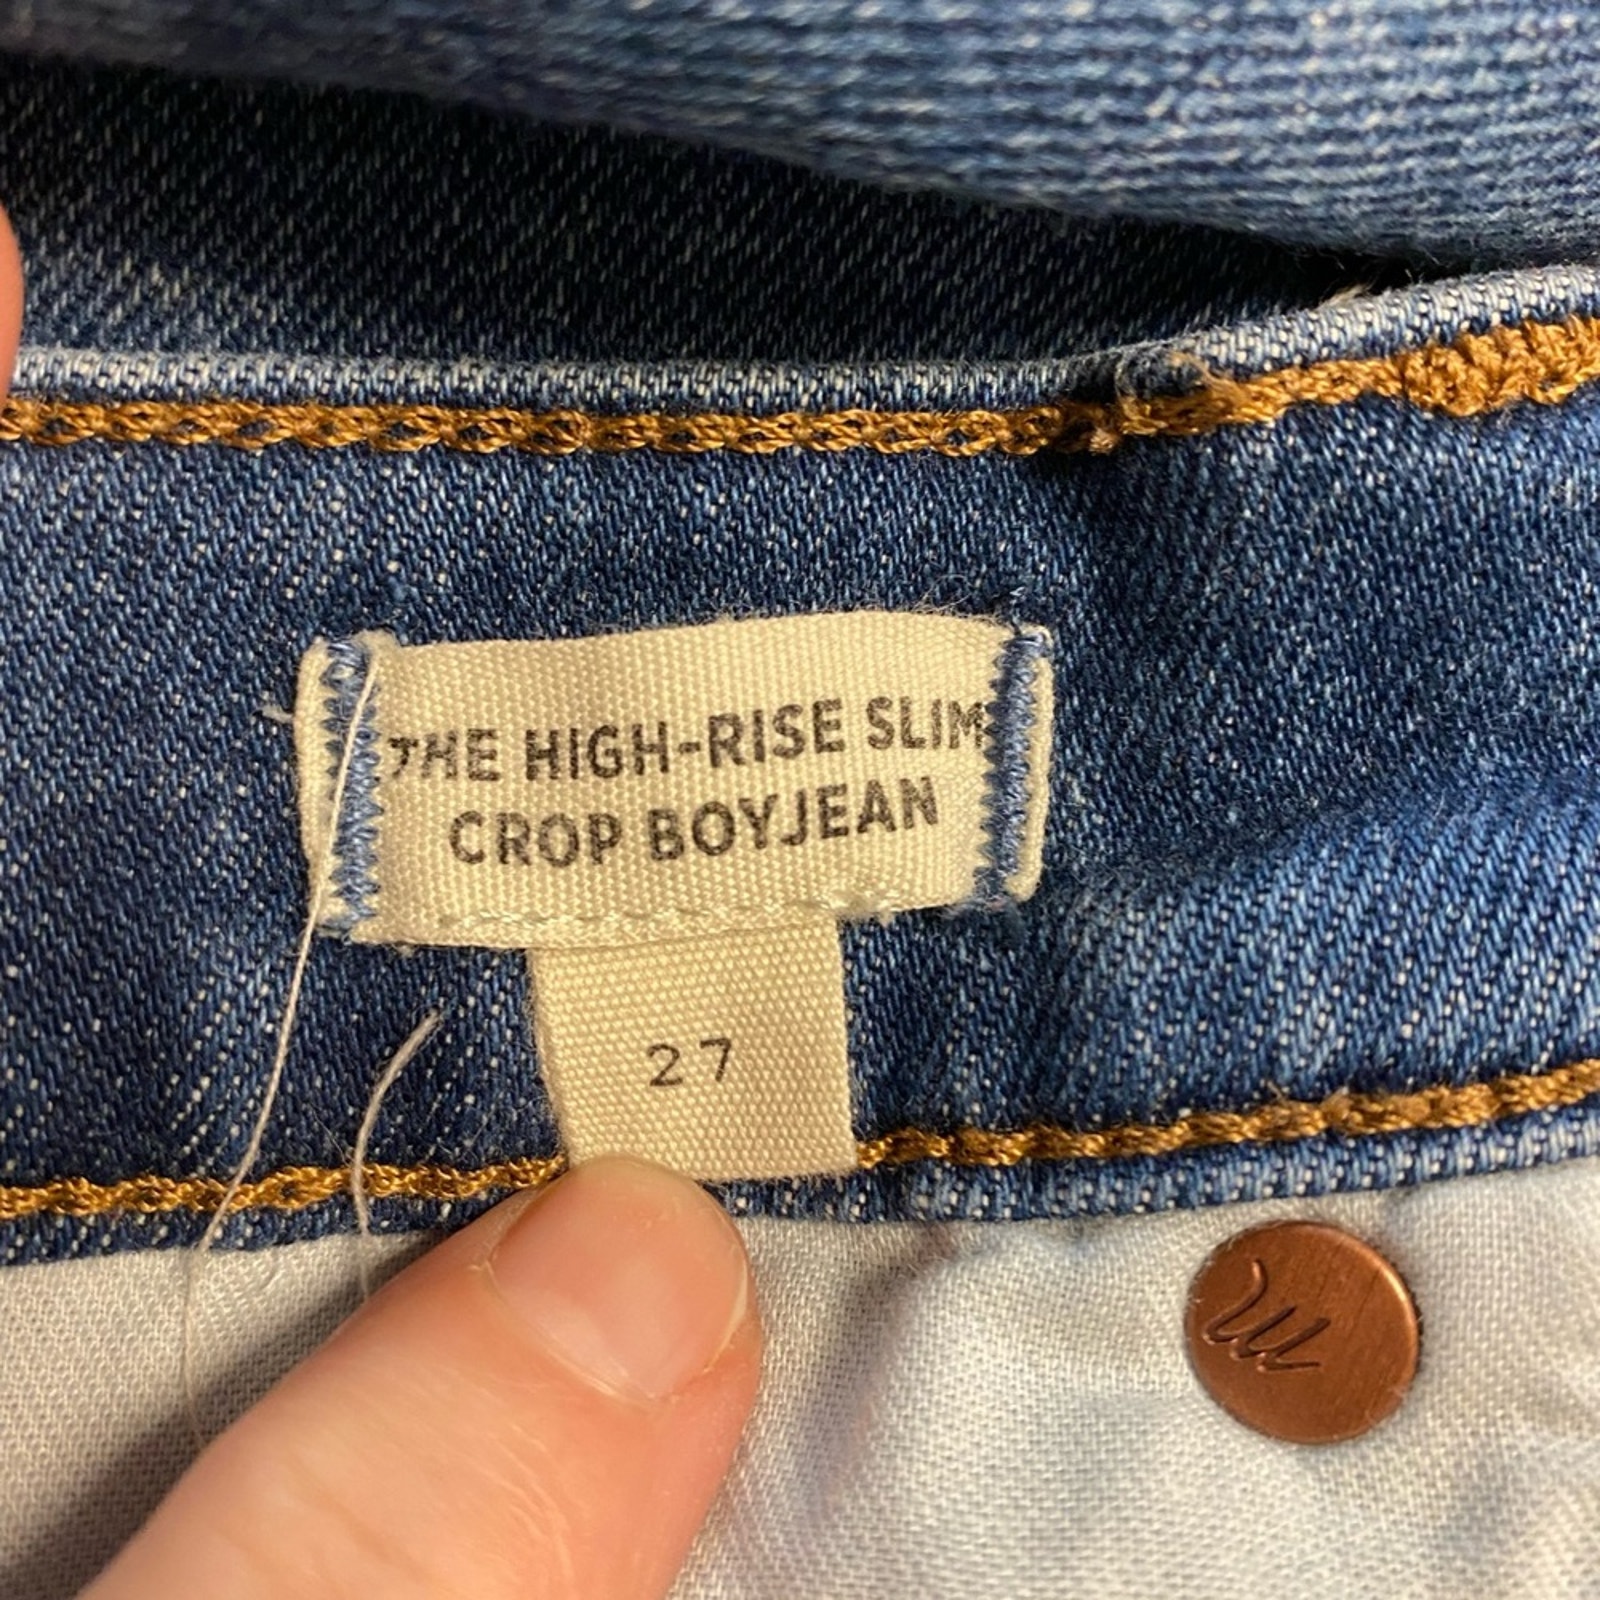 THE HIGH-RISE SLIM
CROP BOYJEAN
27
m